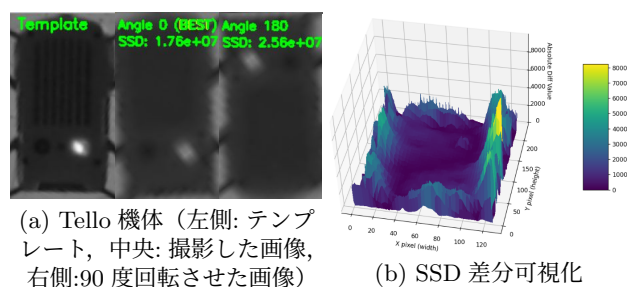 Template
Angle 0 (BEST)
SSD: 1.76e+07
Angle 180
SSD: 2.56e+07
8000
6000
4000
2000
0
Absolute Diff Value
200
150
100
50
0
Y pixel (height)
0
20
40
60
80
100
120
X pixel (width)
8000
7000
6000
5000
4000
3000
2000
1000
0
(a) Tello 機体（左側: テンプ
レート，中央: 撮影した画像，
右側:90 度回転させた画像）
(b) SSD 差分可視化